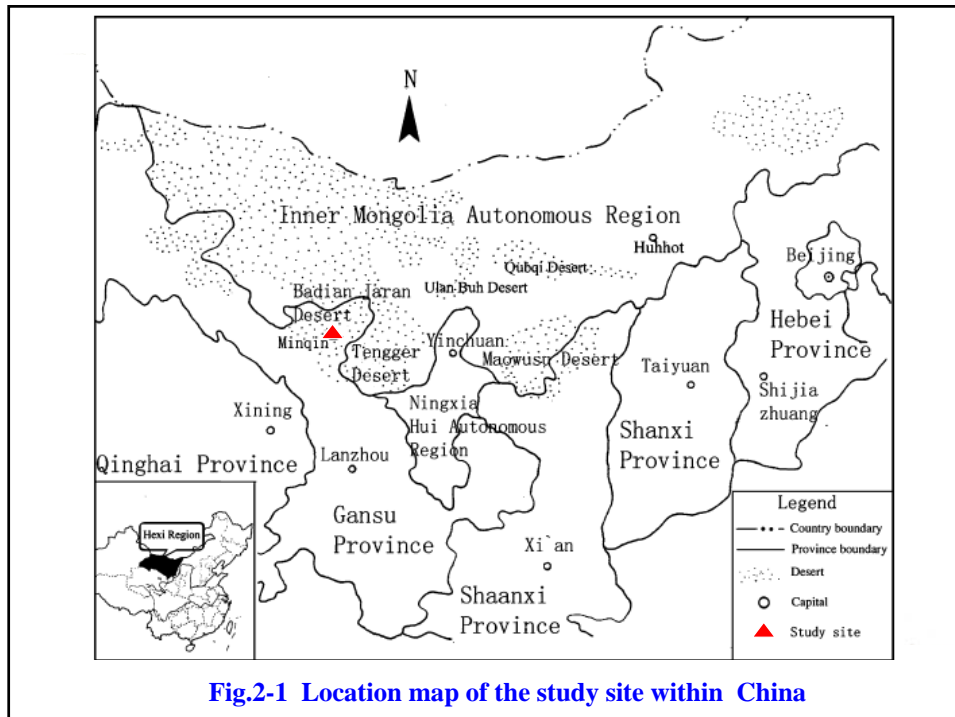 N
Inner Mongolia Autonomous Region
Huhhot
Beijing
Qubqi Desert
Ulan Buh Desert
Badian Jaran
Desert
Minqin
Tengger
Desert
Yinchuan
Maowusu Desert
Hebei
Province
Taiyuan
Shijia
zhuang
Xining
Ningxia
Hui Autonomous
Region
Shanxi
Province
Qinghai Province
Lanzhou
Gansu
Province
Xi`an
Shaanxi
Province
Hexi Region
Legend
Country boundary
Province boundary
Desert
Capital
Study site
Fig.2-1 Location map of the study site within China